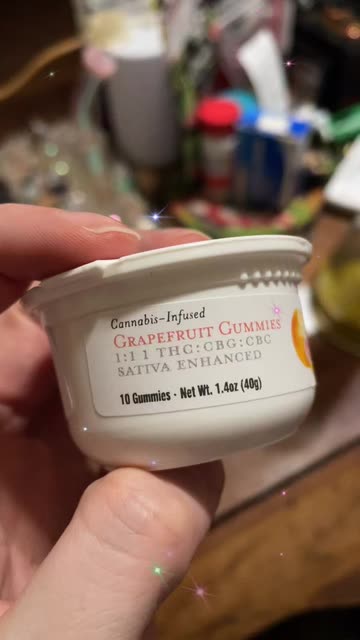 Cannabis-Infused
GRAPEFRUIT GUMMIES
1:1 1 THC:CBG:CBC
SATIVA ENHANCED
10 Gummies · Net Wt. 1.4oz (40g)